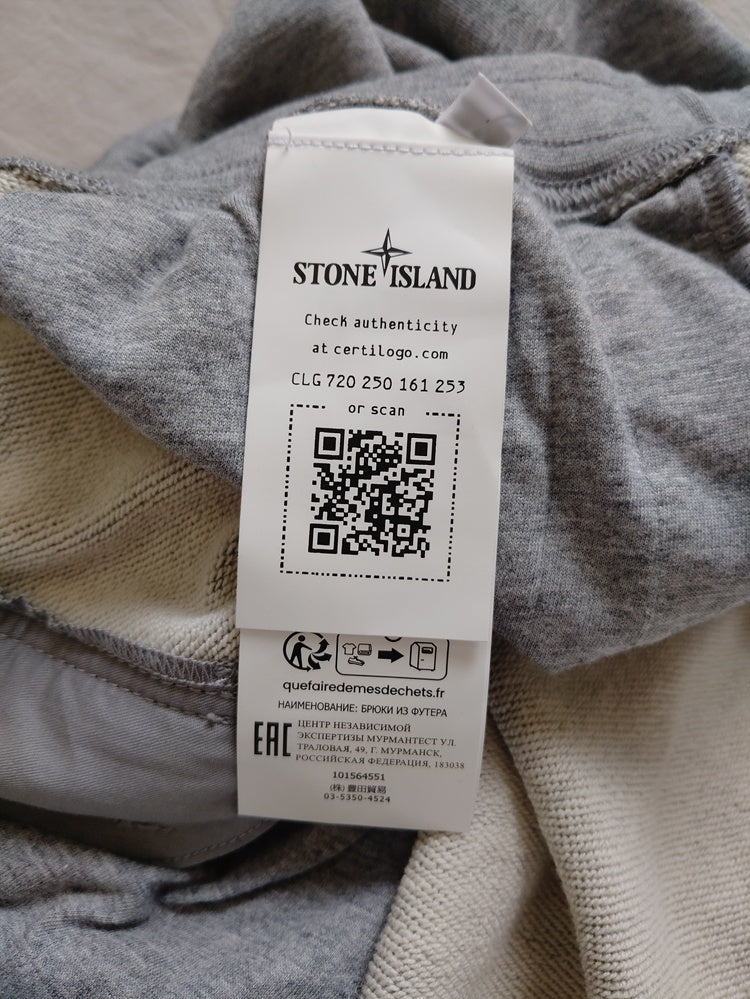 STONE ISLAND
Check authenticity
at certilogo.com
CLG 720 250 161 253
or scan
quefairedemesdechets.fr
НАИМЕНОВАНИЕ: БРЮКИ ИЗ ФУТЕРА
EAC
ЦЕНТР НЕЗАВИСИМОЙ
ЭКСПЕРТИЗЫ МУРМАНТЕСТ УЛ.
ТРАЛОВАЯ, 49, Г. МУРМАНСК,
РОССИЙСКАЯ ФЕДЕРАЦИЯ, 183038
101564551
(株) 豊田貿易
03-5350-4524